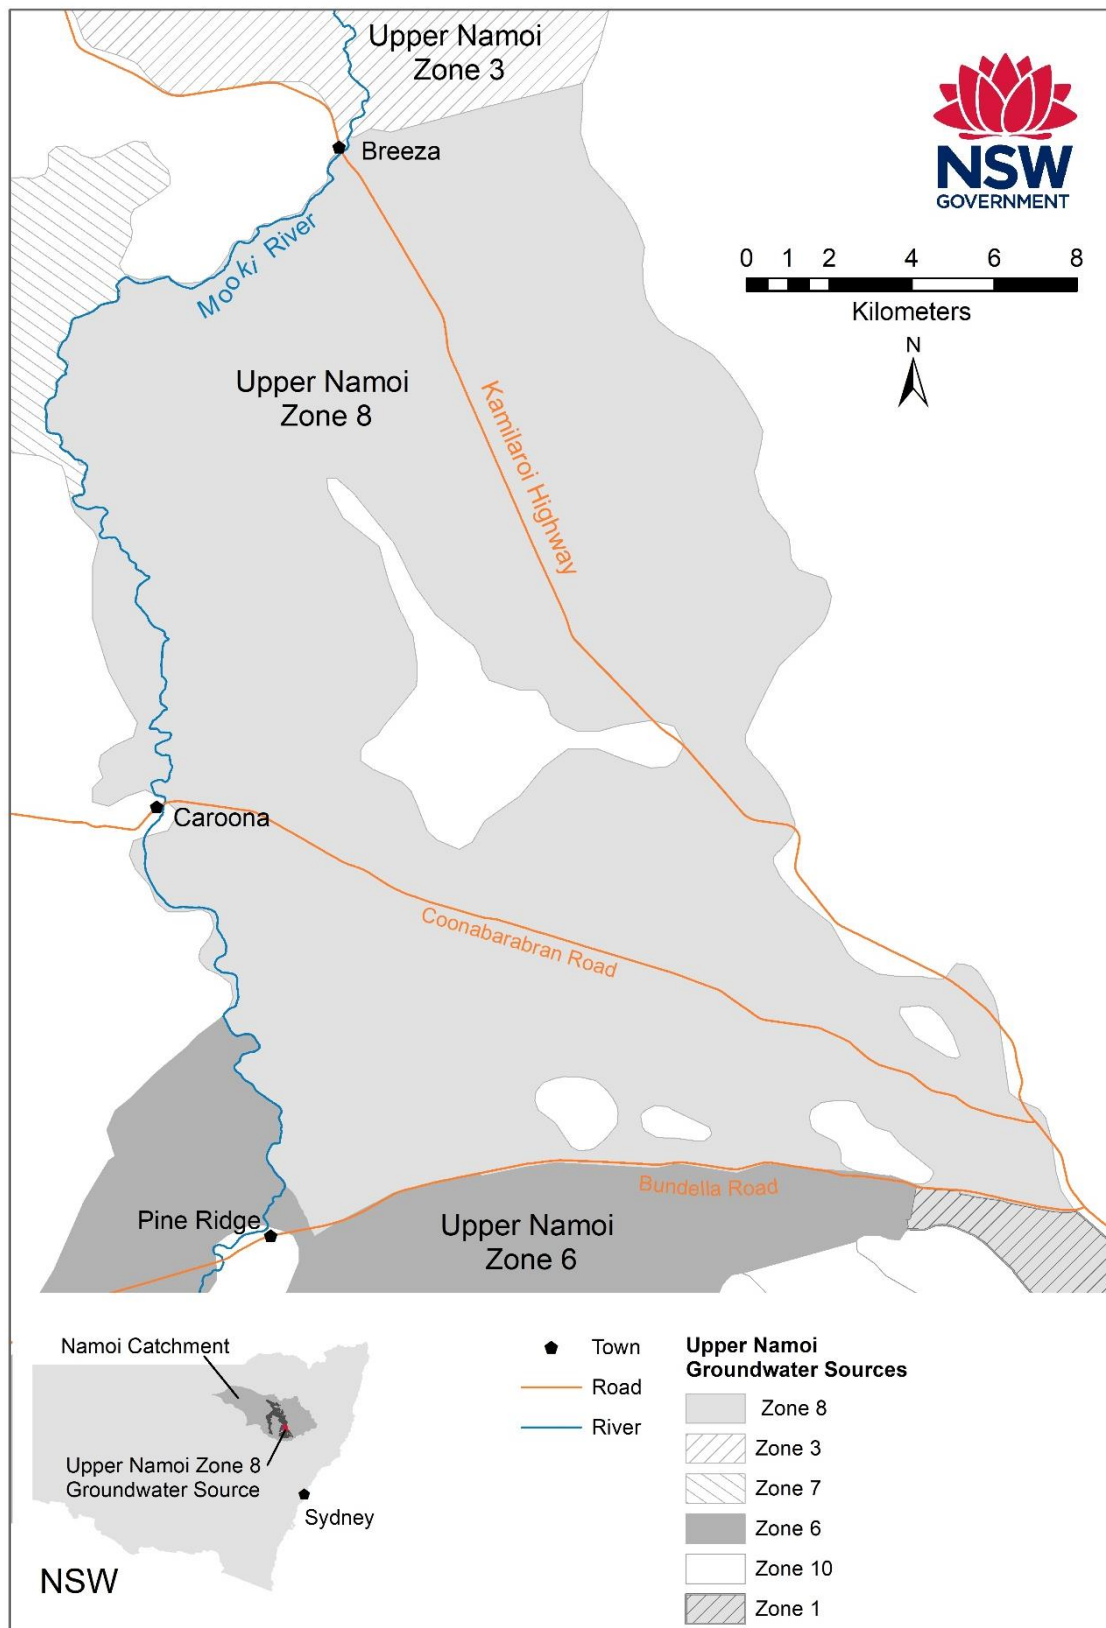 Upper Namoi
Zone 3
Breeza
Mooki River
NSW
GOVERNMENT
0 1 2 4 6 8
Kilometers
N
Upper Namoi
Zone 8
Kamilaroi Highway
Caroona
Coonabarabran Road
Bundella Road
Pine Ridge
Upper Namoi
Zone 6
Namoi Catchment
Upper Namoi Zone 8
Groundwater Source
Sydney
NSW
Town
Road
River
Upper Namoi
Groundwater Sources
Zone 8
Zone 3
Zone 7
Zone 6
Zone 10
Zone 1